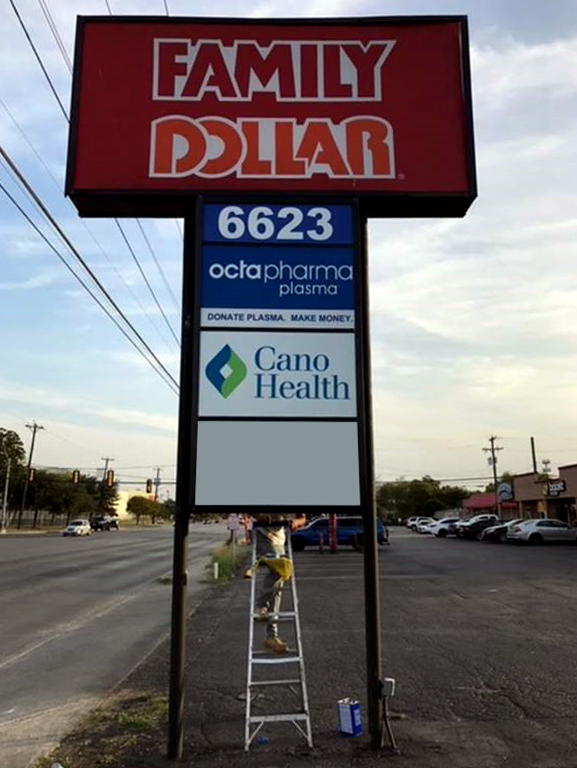 FAMILY
DOLLAR
6623
octapharma
plasma
DONATE PLASMA. MAKE MONEY.
Cano
Health